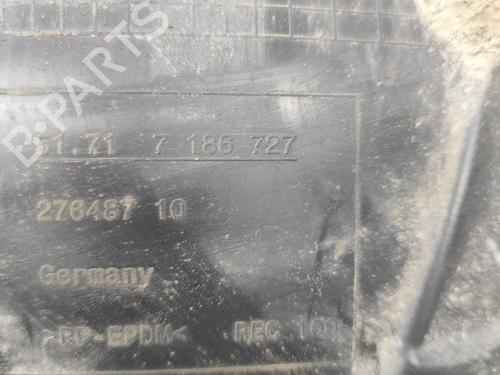 B-PARTS
51.71 7 186 727
276487 10
Germany
>PP-EPDM< REC 100